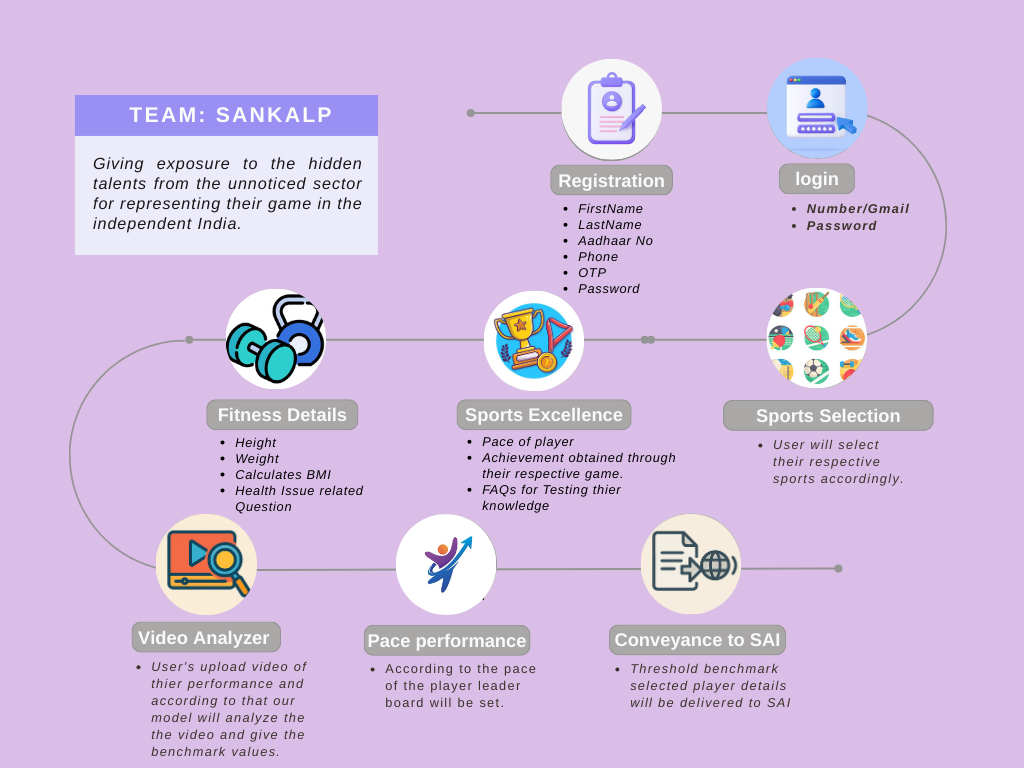 TEAM: SANKALP
Giving exposure to the hidden
talents from the unnoticed sector
for representing their game in the
independent India.
Registration
• FirstName
• LastName
• Aadhaar No
• Phone
• OTP
• Password
login
• Number/Gmail
• Password
Fitness Details
• Height
• Weight
• Calculates BMI
• Health Issue related
Question
Sports Excellence
• Pace of player
• Achievement obtained through
their respective game.
• FAQs for Testing thier
knowledge
Sports Selection
• User will select
their respective
sports accordingly.
Video Analyzer
• User's upload video of
thier performance and
according to that our
model will analyze the
the video and give the
benchmark values.
Pace performance
• According to the pace
of the player leader
board will be set.
Conveyance to SAI
• Threshold benchmark
selected player details
will be delivered to SAI